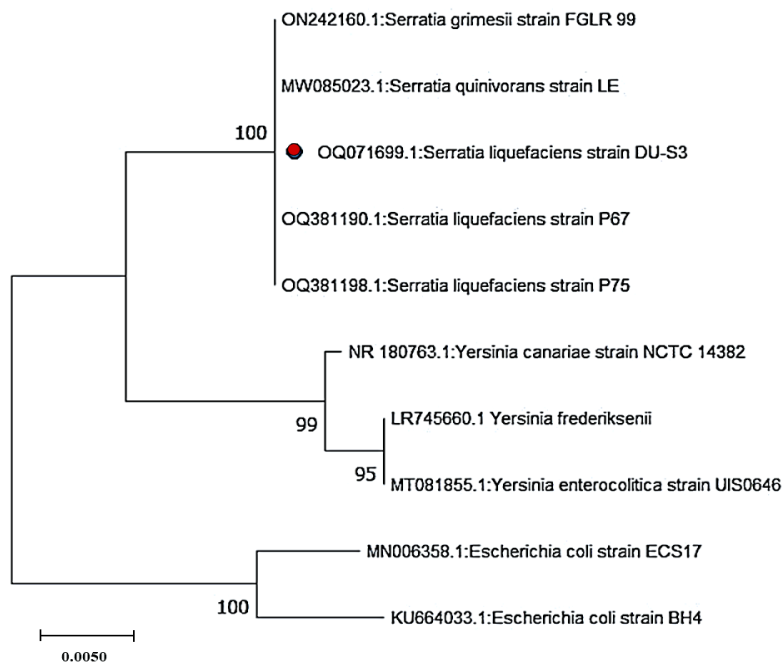 ON242160.1:Serratia grimesii strain FGLR 99
MW085023.1:Serratia quinivorans strain LE
100
OQ071699.1:Serratia liquefaciens strain DU-S3
OQ381190.1:Serratia liquefaciens strain P67
OQ381198.1:Serratia liquefaciens strain P75
NR 180763.1:Yersinia canariae strain NCTC 14382
99
LR745660.1 Yersinia frederiksenii
95
MT081855.1:Yersinia enterocolitica strain UIS0646
MN006358.1:Escherichia coli strain ECS17
100
KU664033.1:Escherichia coli strain BH4
0.0050